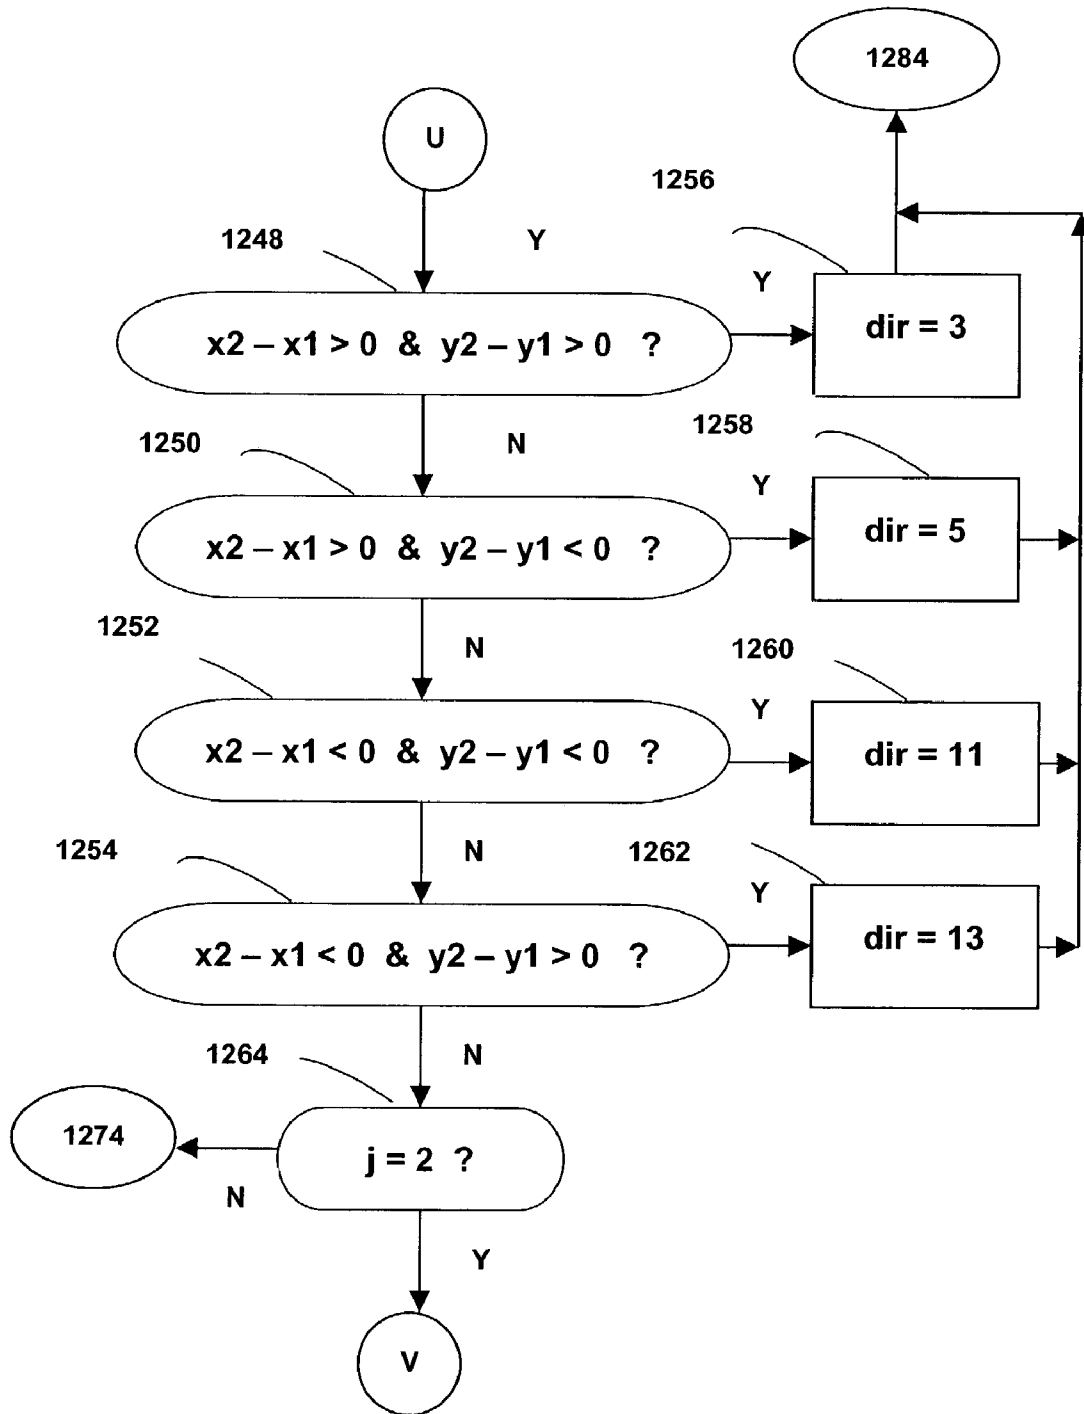 1284
U
1256
1248
Y
Y
x2 – x1 > 0 & y2 – y1 > 0 ?
dir = 3
1250
N
1258
Y
x2 – x1 > 0 & y2 – y1 < 0 ?
dir = 5
1252
N
1260
Y
x2 – x1 < 0 & y2 – y1 < 0 ?
dir = 11
1254
N
1262
Y
x2 – x1 < 0 & y2 – y1 > 0 ?
dir = 13
1264
N
1274
j = 2 ?
N
Y
V